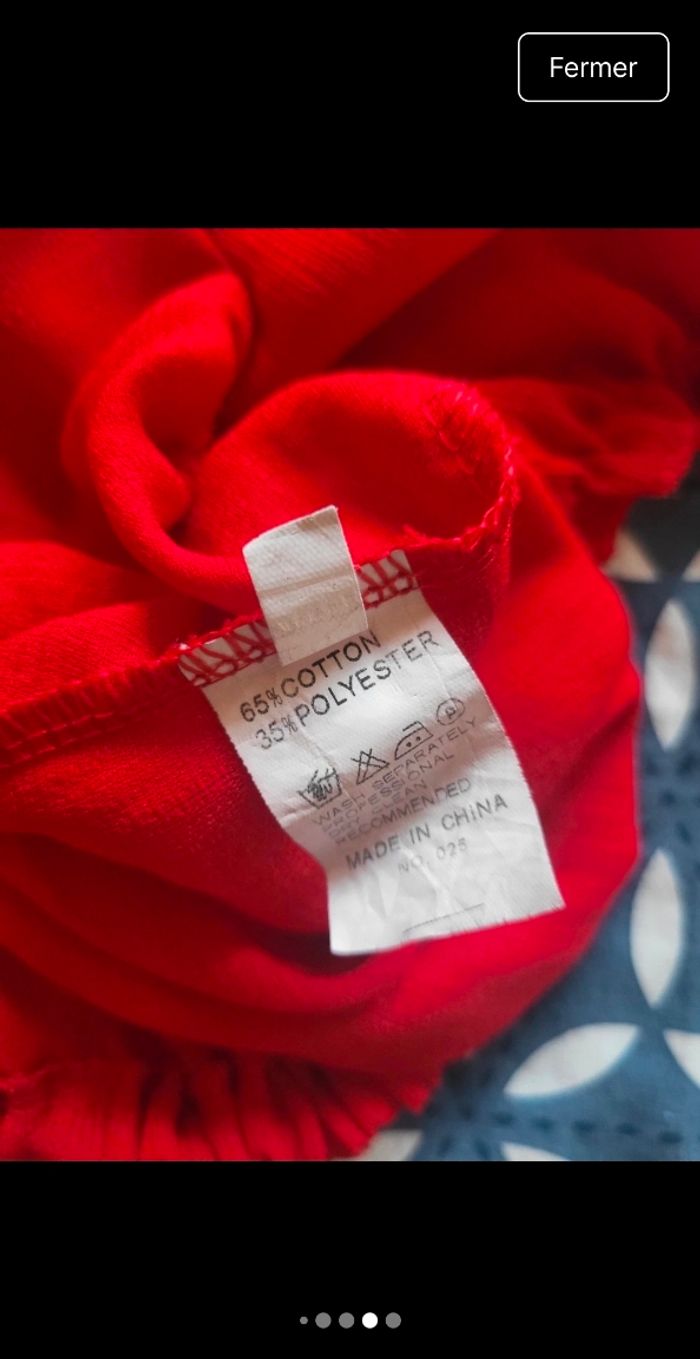 Fermer
65%COTTON
35%POLYESTER
P
WASH SEPARATELY
PROFESSIONAL
DRY CLEAN
RECOMMENDED
MADE IN CHINA
NO. 025